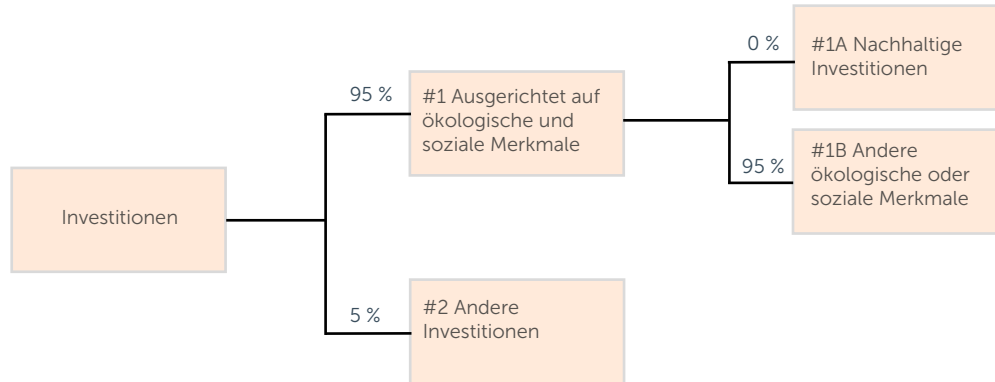 Investitionen
95 %
#1 Ausgerichtet auf
ökologische und
soziale Merkmale
0 %
#1A Nachhaltige
Investitionen
95 %
#1B Andere
ökologische oder
soziale Merkmale
5 %
#2 Andere
Investitionen